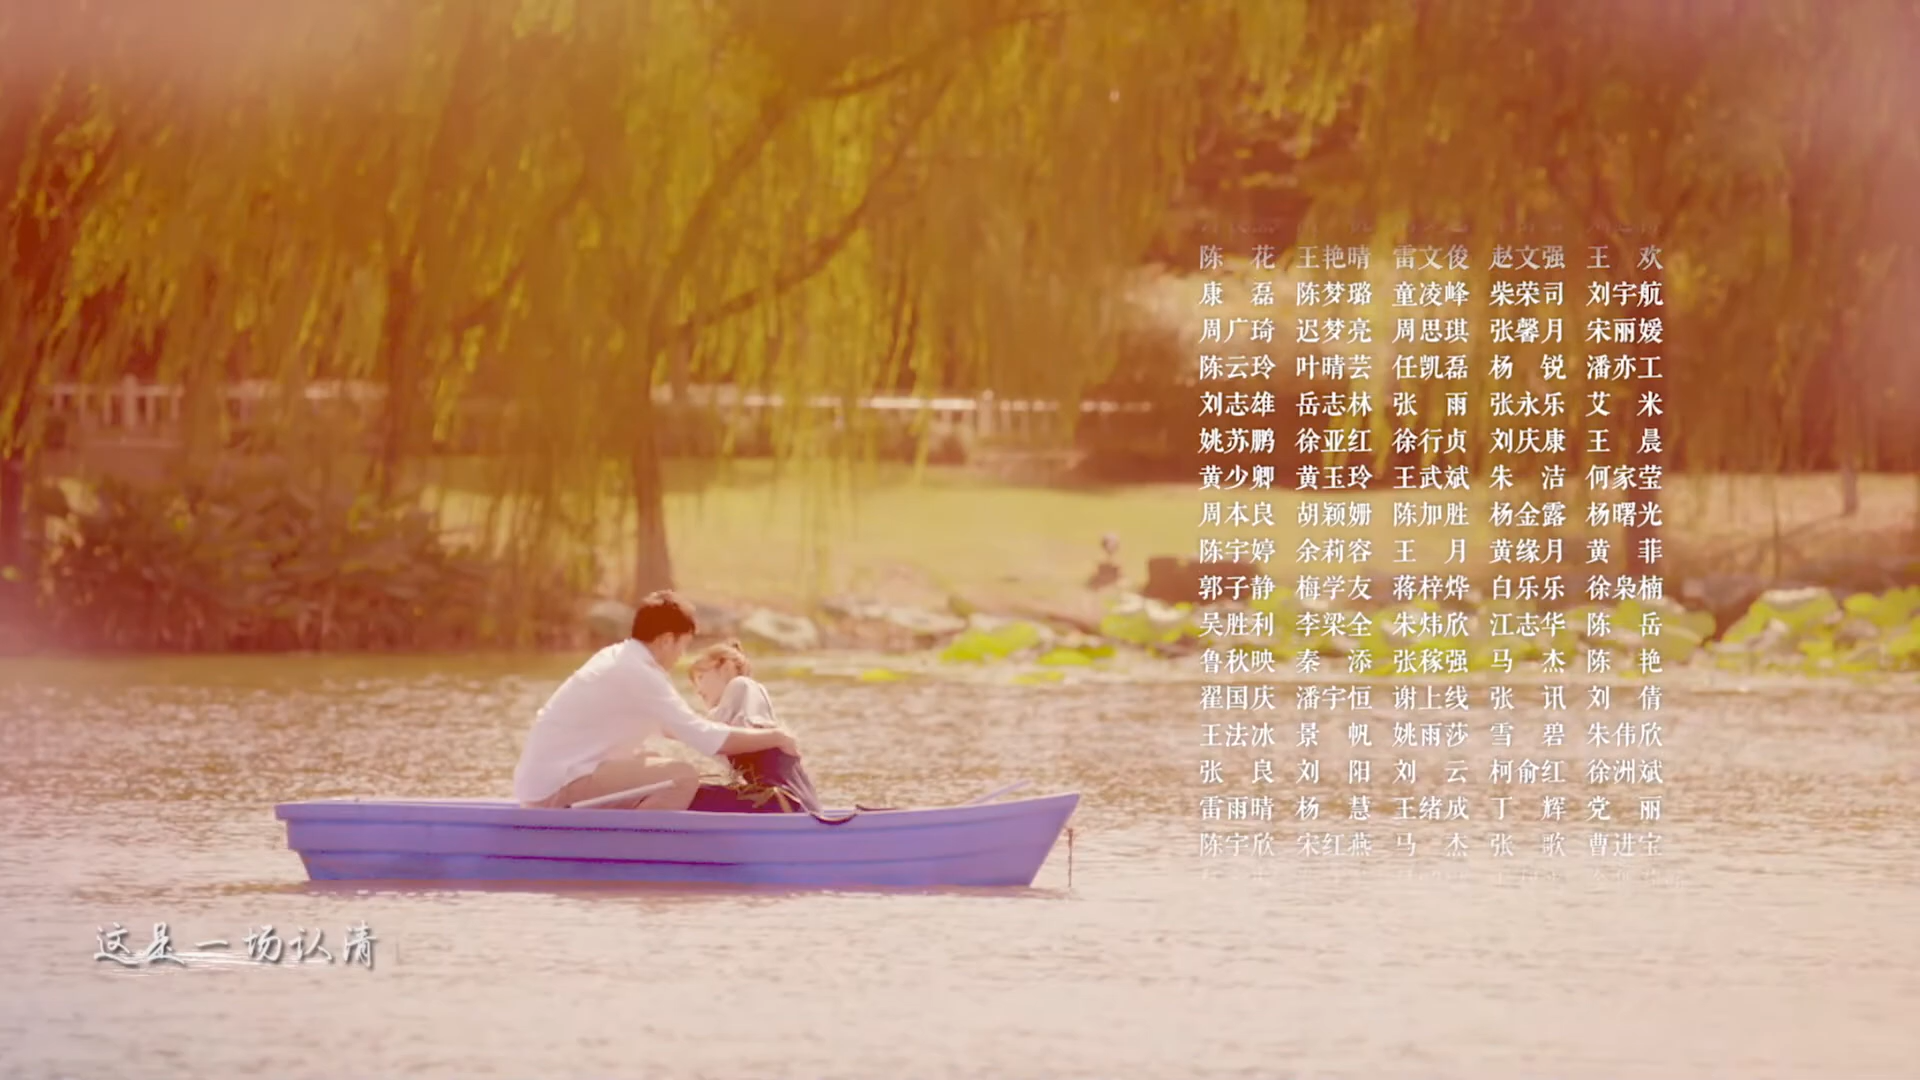 陈　花 王艳晴 雷文俊 赵文强 王　欢
康　磊 陈梦璐 童凌峰 柴荣司 刘宇航
周广琦 迟梦亮 周思琪 张馨月 宋丽媛
陈云玲 叶晴芸 任凯磊 杨　锐 潘亦工
刘志雄 岳志林 张　雨 张永乐 艾　米
姚苏鹏 徐亚红 徐行贞 刘庆康 王　晨
黄少卿 黄玉玲 王武斌 朱　洁 何家莹
周本良 胡颖姗 陈加胜 杨金露 杨曙光
陈宇婷 余莉容 王　月 黄缘月 黄　菲
郭子静 梅学友 蒋梓烨 白乐乐 徐枭楠
吴胜利 李梁全 朱炜欣 江志华 陈　岳
鲁秋映 秦　添 张稼强 马　杰 陈　艳
翟国庆 潘宇恒 谢上线 张　讯 刘　倩
王法冰 景　帆 姚雨莎 雪　碧 朱伟欣
张　良 刘　阳 刘　云 柯俞红 徐洲斌
雷雨晴 杨　慧 王绪成 丁　辉 党　丽
陈宇欣 宋红燕 马　杰 张　歌 曹进宝
这是一场认清